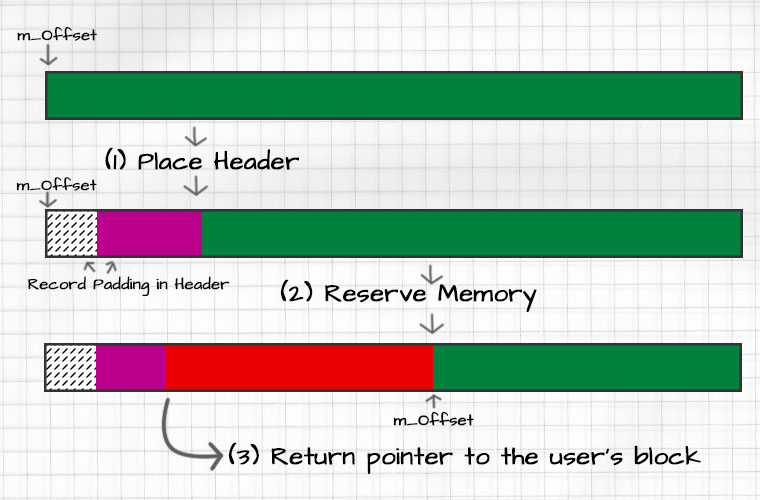 m_Offset
(1) Place Header
m_Offset
Record Padding in Header
(2) Reserve Memory
m_Offset
(3) Return pointer to the user's block